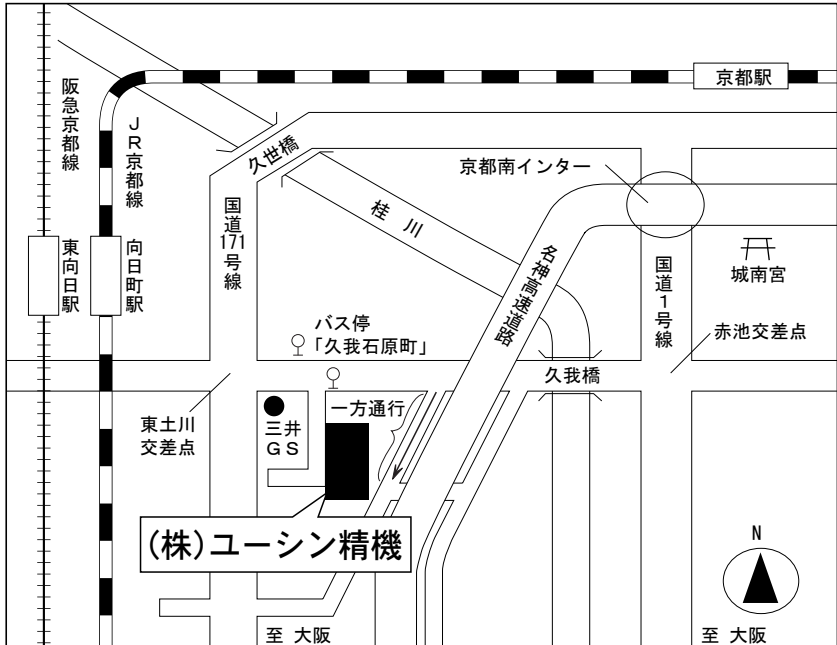 京都駅
阪急京都線
JR京都線
久世橋
京都南インター
桂川
国道171号線
東向日駅
向日町駅
名神高速道路
国道1号線
城南宮
バス停
「久我石原町」
赤池交差点
久我橋
一方通行
東土川
交差点
三井
GS
(株)ユーシン精機
N
至 大阪
至 大阪